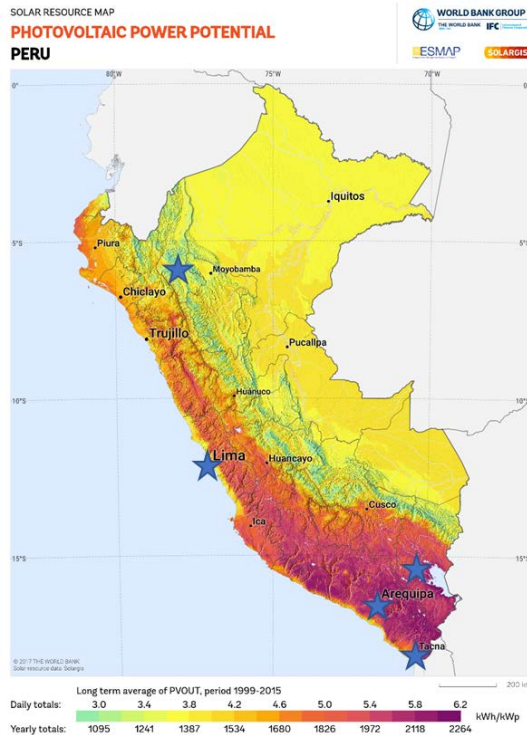 SOLAR RESOURCE MAP
PHOTOVOLTAIC POWER POTENTIAL
PERU
WORLD BANK GROUP
THE WORLD BANK IFC
ESMAP
SOLARGIS
80°W 75°W 70°W
0° 0°
Iquitos
5°S 5°S
Piura
Moyobamba
Chiclayo
Trujillo
Pucallpa
10°S 10°S
Huánuco
Lima
Huancayo
Cusco
Ica
15°S 15°S
Arequipa
Tacna
© 2017 THE WORLD BANK
Solar resource data: Solargis
200 k
Long term average of PVOUT, period 1999-2015
Daily totals: 3.0 3.4 3.8 4.2 4.6 5.0 5.4 5.8 6.2
kWh/kWp
Yearly totals: 1095 1241 1387 1534 1680 1826 1972 2118 2264